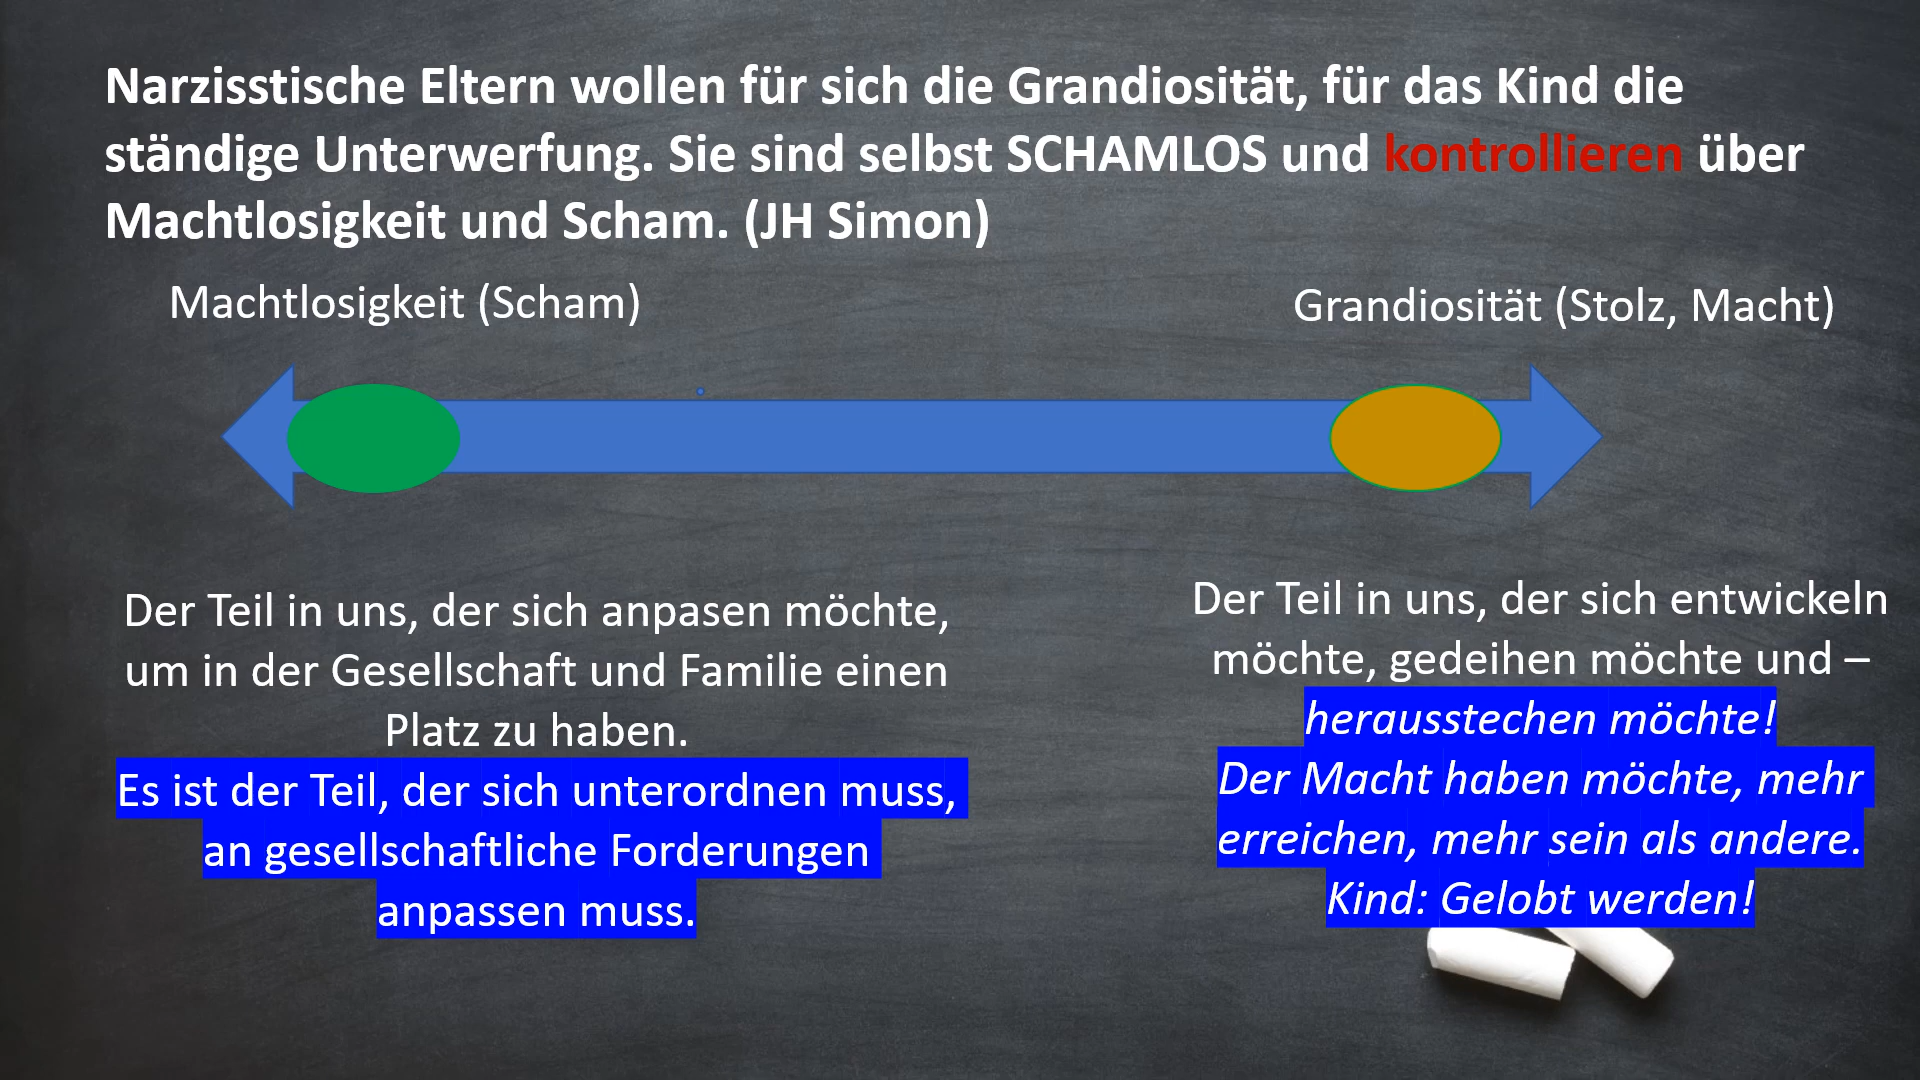 Narzisstische Eltern wollen für sich die Grandiosität, für das Kind die
ständige Unterwerfung. Sie sind selbst SCHAMLOS und kontrollieren über
Machtlosigkeit und Scham. (JH Simon)
Machtlosigkeit (Scham)
Grandiosität (Stolz, Macht)
Der Teil in uns, der sich anpasen möchte,
um in der Gesellschaft und Familie einen
Platz zu haben.
Es ist der Teil, der sich unterordnen muss,
an gesellschaftliche Forderungen
anpassen muss.
Der Teil in uns, der sich entwickeln
möchte, gedeihen möchte und –
herausstechen möchte!
Der Macht haben möchte, mehr
erreichen, mehr sein als andere.
Kind: Gelobt werden!